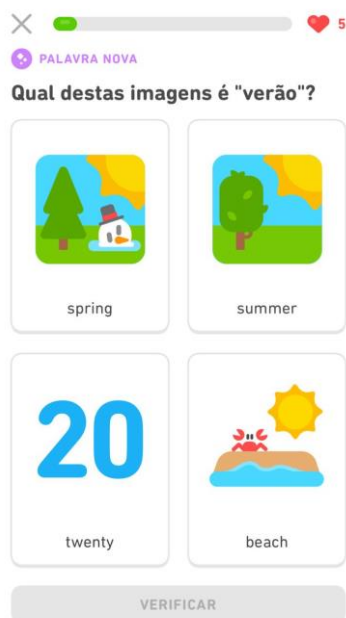 5
PALAVRA NOVA
Qual destas imagens é "verão"?
spring
summer
20
twenty
beach
VERIFICAR